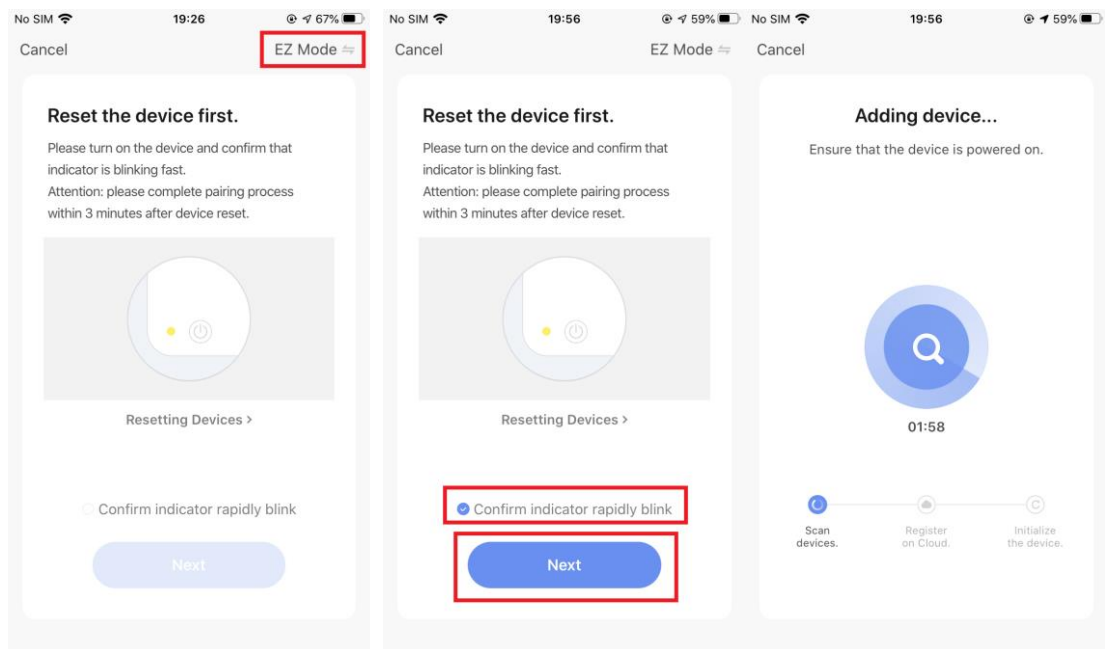 No SIM 19:26 67%
Cancel EZ Mode
Reset the device first.
Please turn on the device and confirm that
indicator is blinking fast.
Attention: please complete pairing process
within 3 minutes after device reset.
Resetting Devices >
Confirm indicator rapidly blink
Next
No SIM 19:56 59%
Cancel EZ Mode
Reset the device first.
Please turn on the device and confirm that
indicator is blinking fast.
Attention: please complete pairing process
within 3 minutes after device reset.
Resetting Devices >
Confirm indicator rapidly blink
Next
No SIM 19:56 59%
Cancel
Adding device...
Ensure that the device is powered on.
01:58
Scan
devices.
Register
on Cloud.
Initialize
the device.